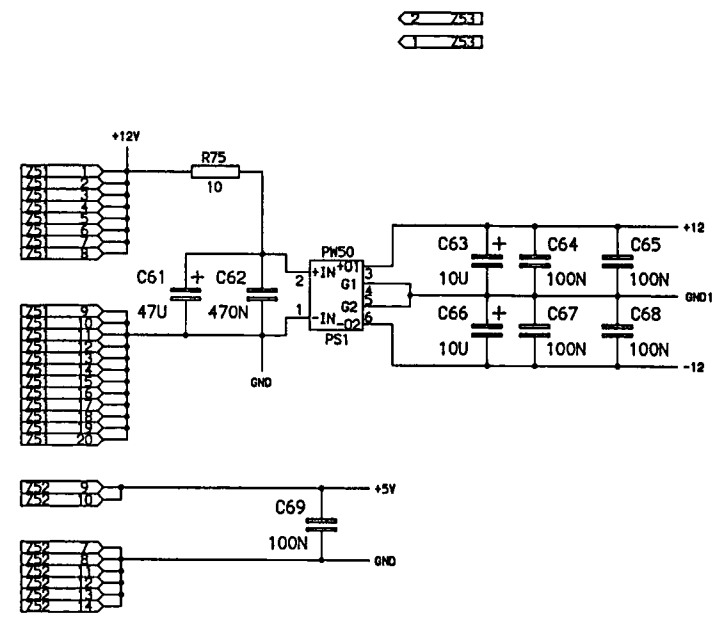 2 Z53
1 Z53
+12V
R75
10
Z51 1
Z51 2
Z51 3
Z51 4
Z51 5
Z51 6
Z51 7
Z51 8
C61 +
47U
C62
470N
PW50
2 +IN +O1 3
G1 4
G2 5
1 -IN -O2 6
PS1
C63 +
10U
C64
100N
C65
100N
+12
GND1
C66 +
10U
C67
100N
C68
100N
-12
Z51 9
Z51 10
Z51 11
Z51 12
Z51 13
Z51 14
Z51 15
Z51 16
Z51 17
Z51 18
Z51 19
Z51 20
GND
Z52 9
Z52 10
+5V
C69
100N
Z52 7
Z52 8
Z52 11
Z52 12
Z52 13
Z52 14
GND